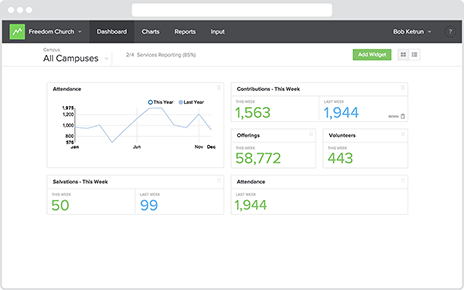 Freedom Church Dashboard Charts Reports Input Bob Ketrun ?
Campus
All Campuses 2/4 Services Reporting (85%) Add Widget
Attendance
This Year Last Year
1,975
1,200
1,000
800
576
Jan Jun Nov Dec
Contributions - This Week
THIS WEEK LAST WEEK
1,563 1,944
Offerings Volunteers
THIS WEEK THIS WEEK
58,772 443
Salvations - This Week
THIS WEEK LAST WEEK
50 99
Attendance
THIS WEEK
1,944